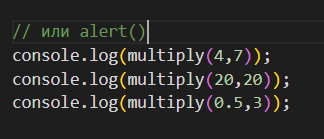 // или alert()
console.log(multiply(4,7));
console.log(multiply(20,20));
console.log(multiply(0.5,3));